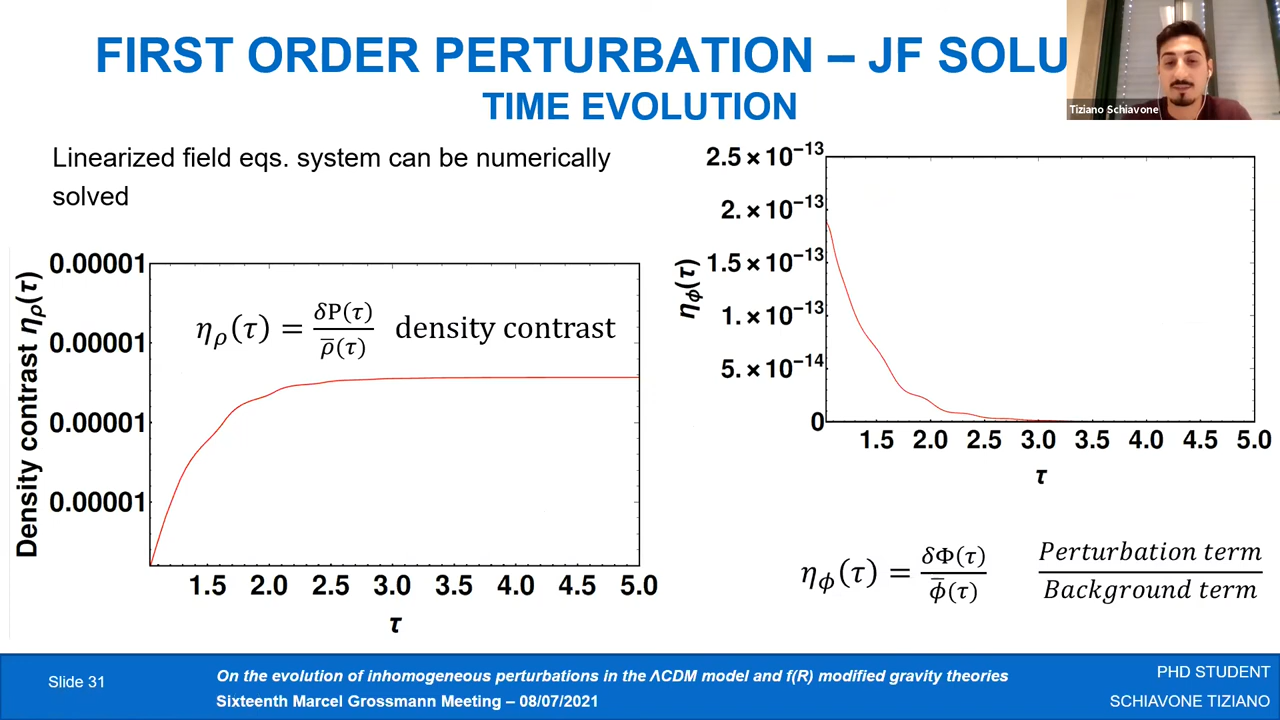 FIRST ORDER PERTURBATION – JF SOLU
TIME EVOLUTION
Tiziano Schiavone
Linearized field eqs. system can be numerically
solved
Density contrast ηρ(τ)
0.00001
0.00001
0.00001
0.00001
ηρ(τ) = δΡ(τ) / ρ̅(τ) density contrast
1.5 2.0 2.5 3.0 3.5 4.0 4.5 5.0
τ
ηϕ(τ)
2.5×10⁻¹³
2.×10⁻¹³
1.5×10⁻¹³
1.×10⁻¹³
5.×10⁻¹⁴
0
1.5 2.0 2.5 3.0 3.5 4.0 4.5 5.0
τ
ηϕ(τ) = δΦ(τ) / ϕ̅(τ)
Perturbation term
Background term
Slide 31
On the evolution of inhomogeneous perturbations in the ΛCDM model and f(R) modified gravity theories
Sixteenth Marcel Grossmann Meeting – 08/07/2021
PHD STUDENT
SCHIAVONE TIZIANO